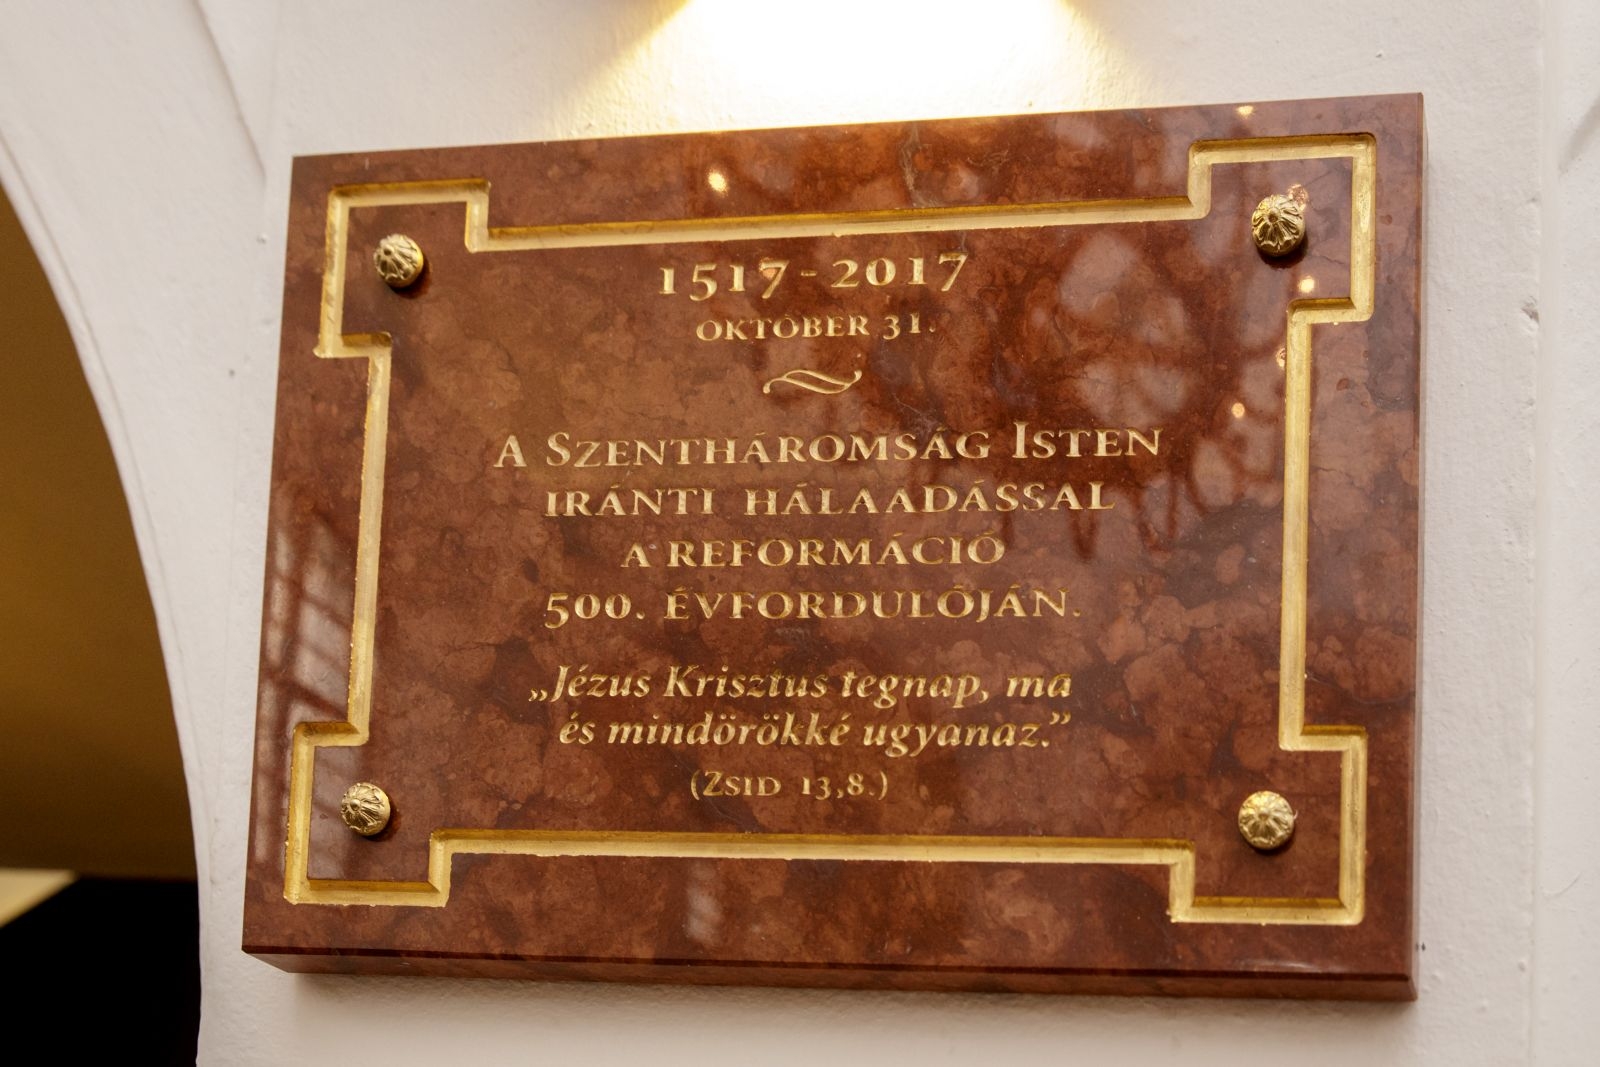 1517-2017
OKTÓBER 31.
A SZENTHÁROMSÁG ISTEN
IRÁNTI HÁLAADÁSSAL
A REFORMÁCIÓ
500. ÉVFORDULÓJÁN.
„Jézus Krisztus tegnap, ma
és mindörökké ugyanaz.”
(ZSID 13,8.)